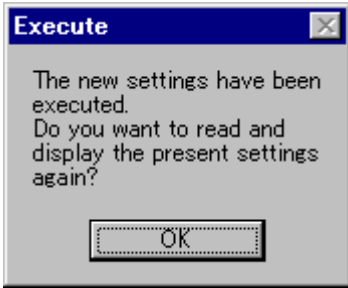 Execute
The new settings have been
executed.
Do you want to read and
display the present settings
again?
OK